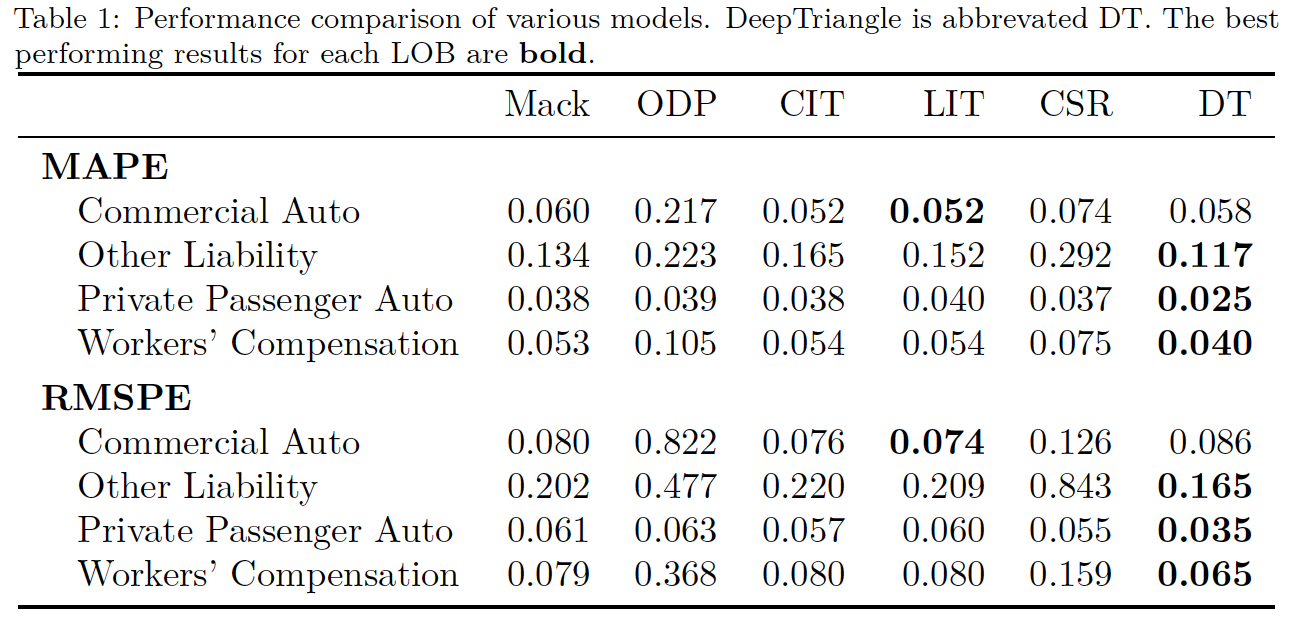 Table 1: Performance comparison of various models. DeepTriangle is abbrevated DT. The best
performing results for each LOB are bold.
Mack ODP CIT LIT CSR DT
MAPE
Commercial Auto 0.060 0.217 0.052 0.052 0.074 0.058
Other Liability 0.134 0.223 0.165 0.152 0.292 0.117
Private Passenger Auto 0.038 0.039 0.038 0.040 0.037 0.025
Workers’ Compensation 0.053 0.105 0.054 0.054 0.075 0.040
RMSPE
Commercial Auto 0.080 0.822 0.076 0.074 0.126 0.086
Other Liability 0.202 0.477 0.220 0.209 0.843 0.165
Private Passenger Auto 0.061 0.063 0.057 0.060 0.055 0.035
Workers’ Compensation 0.079 0.368 0.080 0.080 0.159 0.065